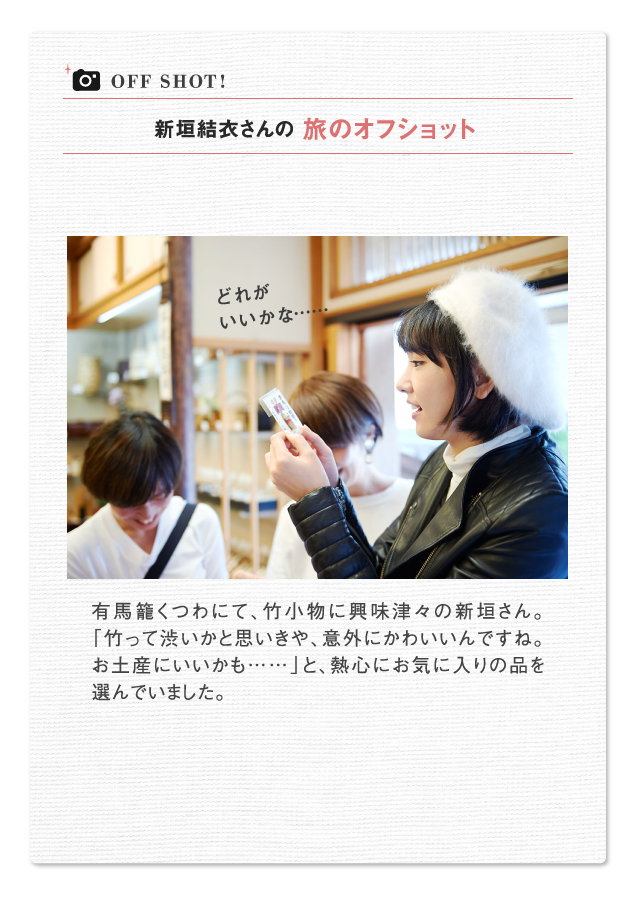 OFF SHOT!
新垣結衣さんの 旅のオフショット
どれが
いいかな……
有馬籠くつわにて、竹小物に興味津々の新垣さん。
「竹って渋いかと思いきや、意外にかわいいんですね。
お土産にいいかも……」と、熱心にお気に入りの品を
選んでいました。